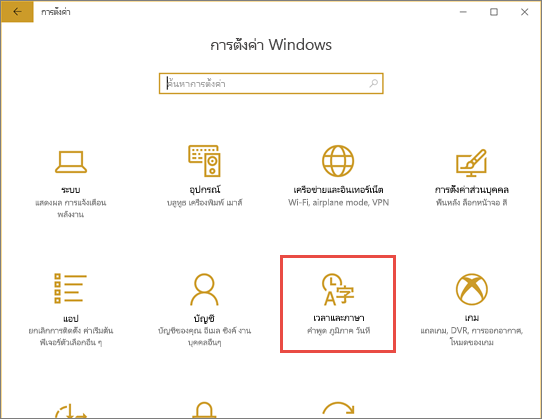 การตั้งค่า
การตั้งค่า Windows
ค้นหาการตั้งค่า
ระบบ
แสดงผล การแจ้งเตือน
พลังงาน
อุปกรณ์
บลูทูธ เครื่องพิมพ์ เมาส์
เครือข่ายและอินเทอร์เน็ต
Wi-Fi, airplane mode, VPN
การตั้งค่าส่วนบุคคล
พื้นหลัง ล็อกหน้าจอ สี
แอป
ยกเลิกการติดตั้ง ค่าเริ่มต้น
ฟีเจอร์ตัวเลือกอื่น ๆ
บัญชี
บัญชีของคุณ อีเมล ซิงค์ งาน
บุคคลอื่นๆ
A字
เวลาและภาษา
คำพูด ภูมิภาค วันที่
เกม
แถบเกม, DVR, การออกอากาศ,
โหมดของเกม